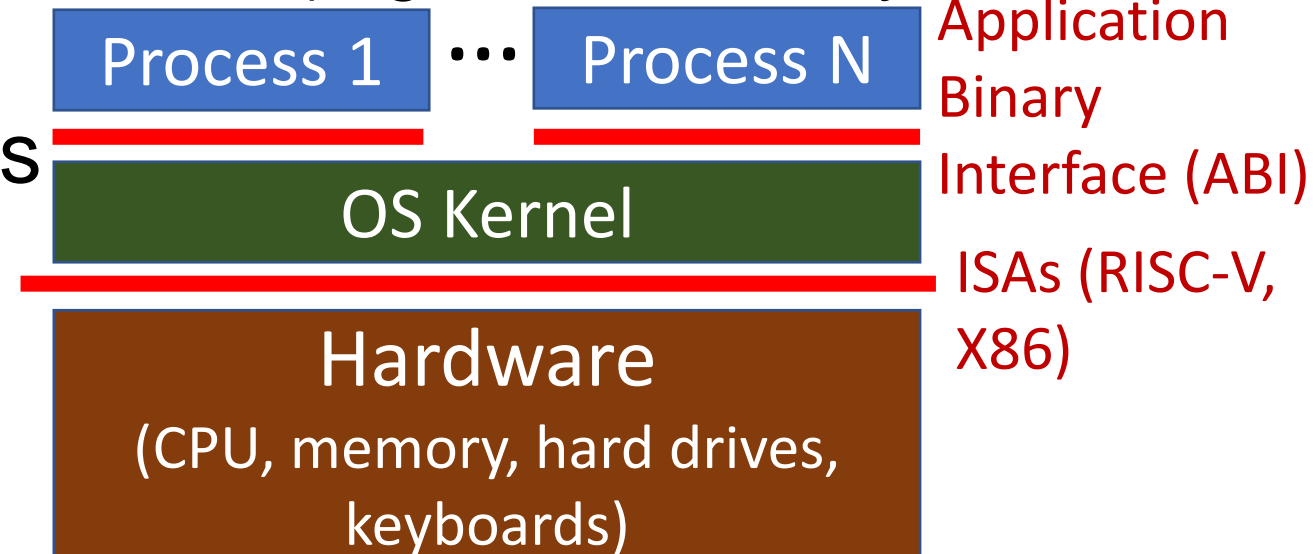 Process 1 ... Process N
Application
Binary
Interface (ABI)
s
OS Kernel
ISAs (RISC-V,
X86)
Hardware
(CPU, memory, hard drives,
keyboards)